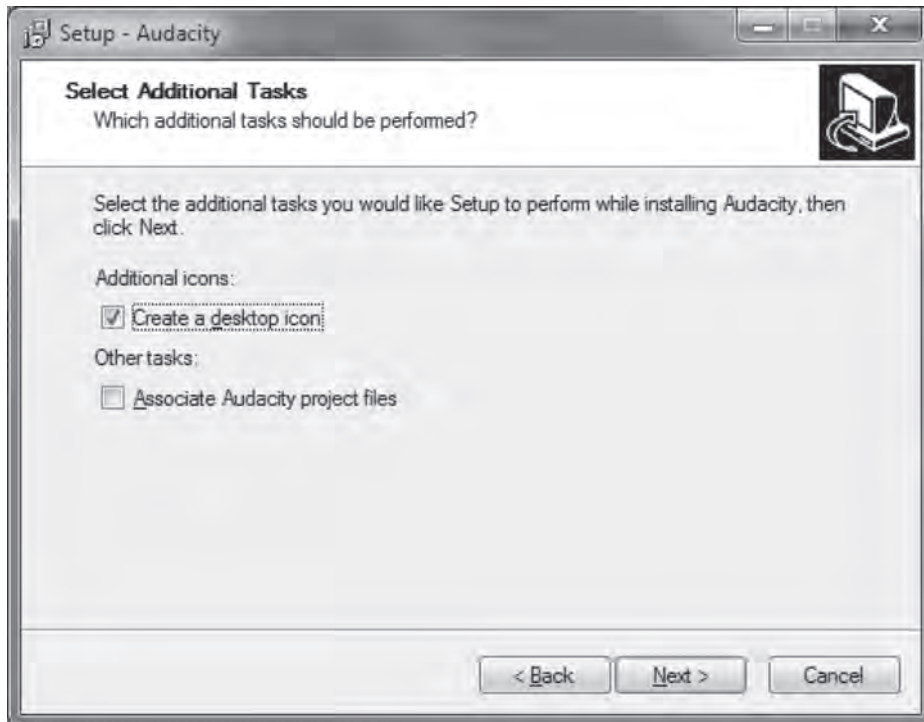 Setup - Audacity
Select Additional Tasks
Which additional tasks should be performed?
Select the additional tasks you would like Setup to perform while installing Audacity, then
click Next.
Additional icons:
Create a desktop icon
Other tasks:
Associate Audacity project files
< Back Next > Cancel